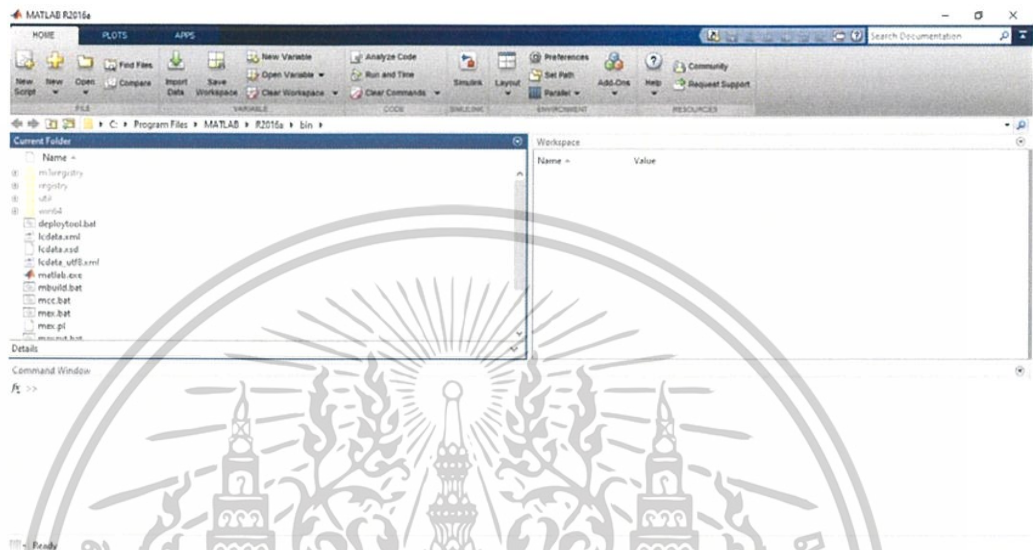 MATLAB R2016a
HOME PLOTS APPS
Search Documentation
New Script
New
Open
Find Files
Compare
Import Data
Save Workspace
New Variable
Open Variable
Clear Workspace
Analyze Code
Run and Time
Clear Commands
Simulink
Layout
Preferences
Set Path
Parallel
Add-Ons
Help
Community
Request Support
FILE VARIABLE CODE SIMULINK ENVIRONMENT RESOURCES
C: Program Files MATLAB R2016a bin
Current Folder
Name
m3iregistry
registry
util
win64
deploytool.bat
lcdata.xml
lcdata.xsd
lcdata_utf8.xml
matlab.exe
mbuild.bat
mcc.bat
mex.bat
mex.pl
Details
Workspace
Name Value
Command Window
fx >>
Ready